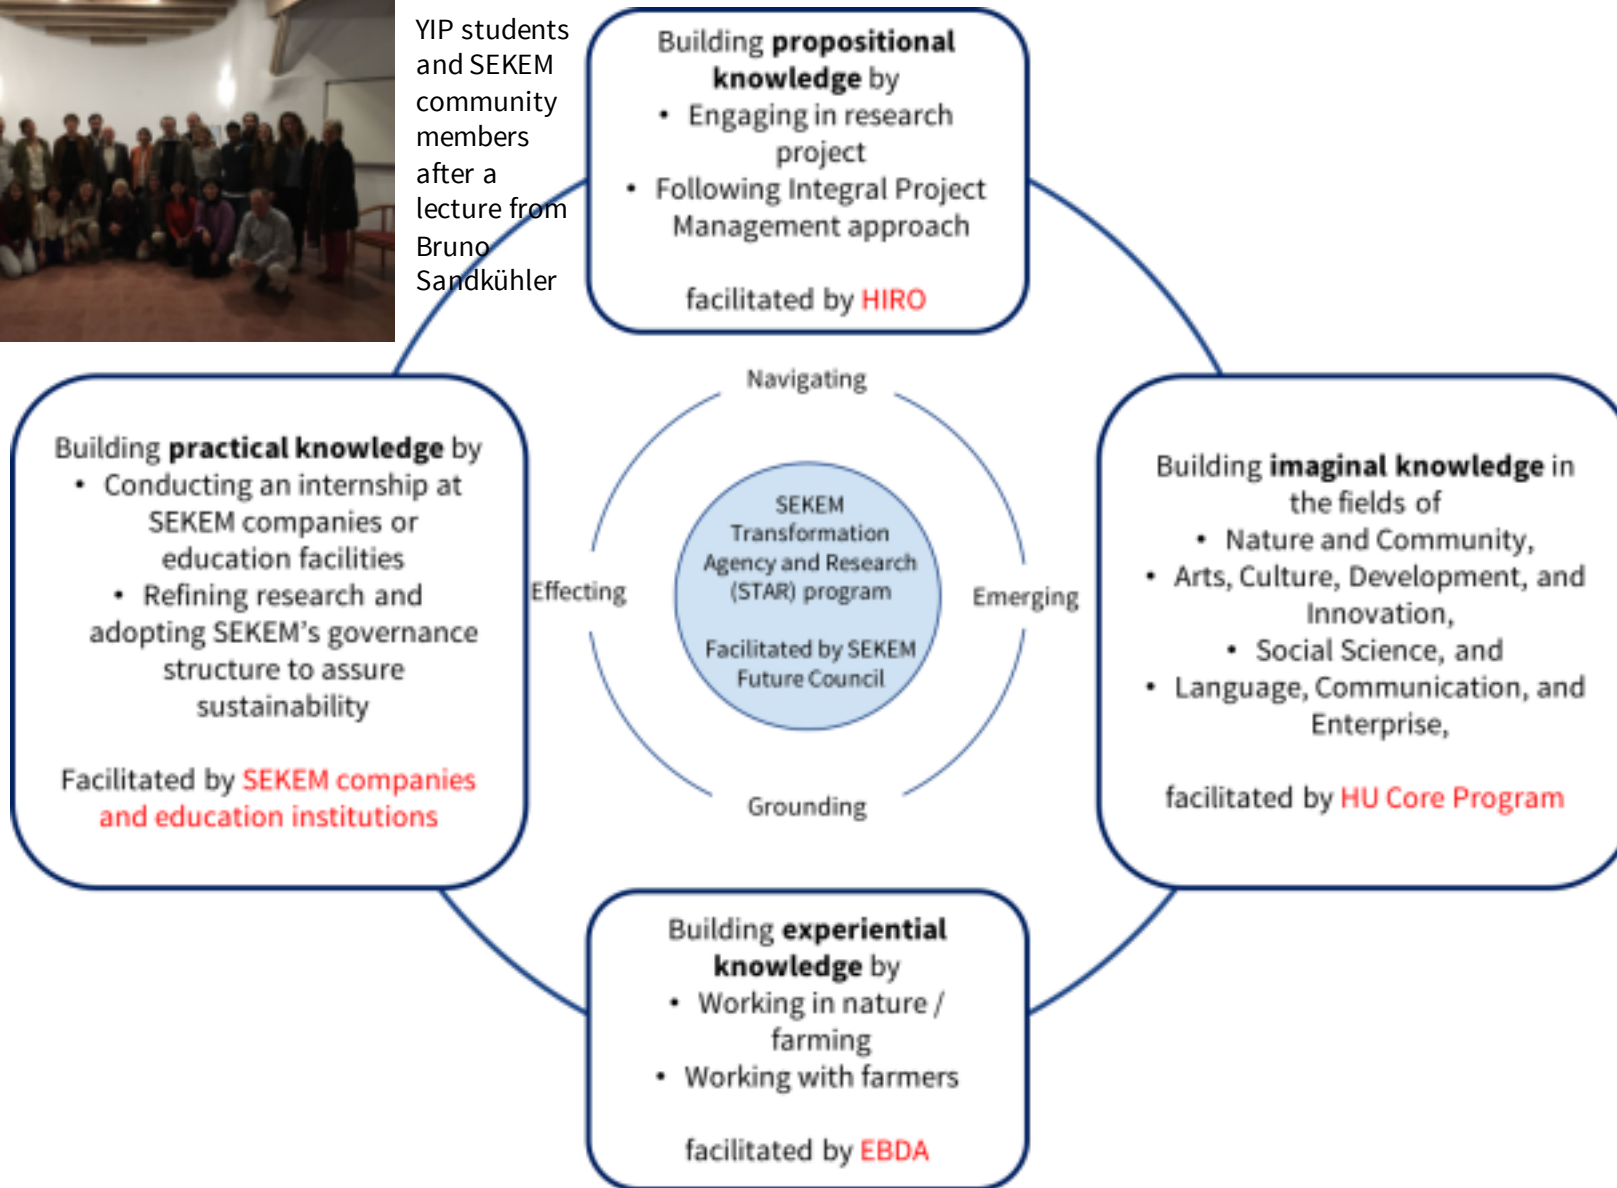 YIP students
and SEKEM
community
members
after a
lecture from
Bruno
Sandkühler
Building propositional
knowledge by
• Engaging in research
project
• Following Integral Project
Management approach
facilitated by HIRO
Navigating
Building practical knowledge by
• Conducting an internship at
SEKEM companies or
education facilities
• Refining research and
adopting SEKEM’s governance
structure to assure
sustainability
Facilitated by SEKEM companies
and education institutions
Effecting
SEKEM
Transformation
Agency and Research
(STAR) program
Facilitated by SEKEM
Future Council
Emerging
Building imaginal knowledge in
the fields of
• Nature and Community,
• Arts, Culture, Development, and
Innovation,
• Social Science, and
• Language, Communication, and
Enterprise,
facilitated by HU Core Program
Grounding
Building experiential
knowledge by
• Working in nature /
farming
• Working with farmers
facilitated by EBDA